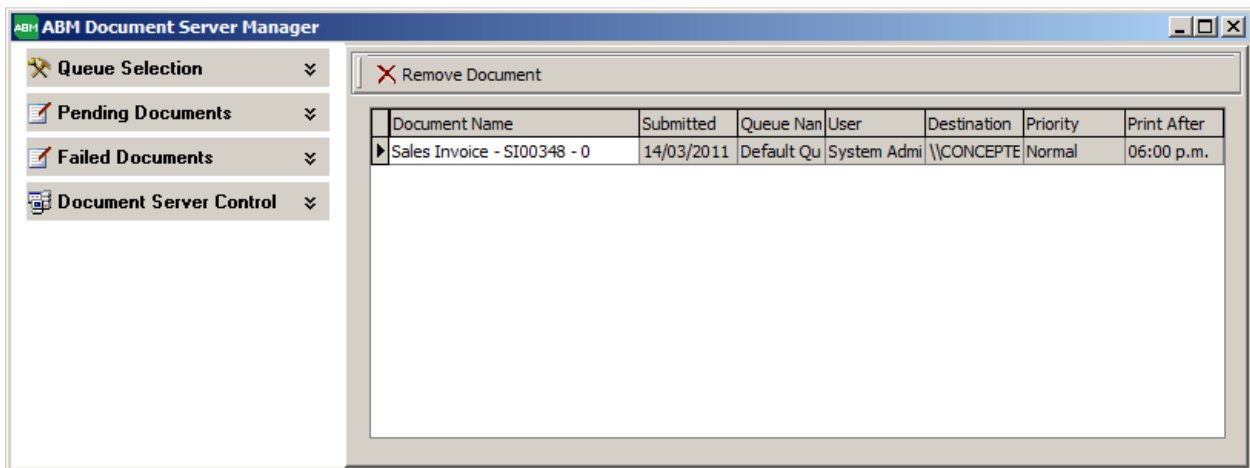 ABM ABM Document Server Manager
Queue Selection
Pending Documents
Failed Documents
Document Server Control
Remove Document
Document Name Submitted Queue Nan User Destination Priority Print After
Sales Invoice - SI00348 - 0 14/03/2011 Default Qu System Admi \\CONCEPTE Normal 06:00 p.m.